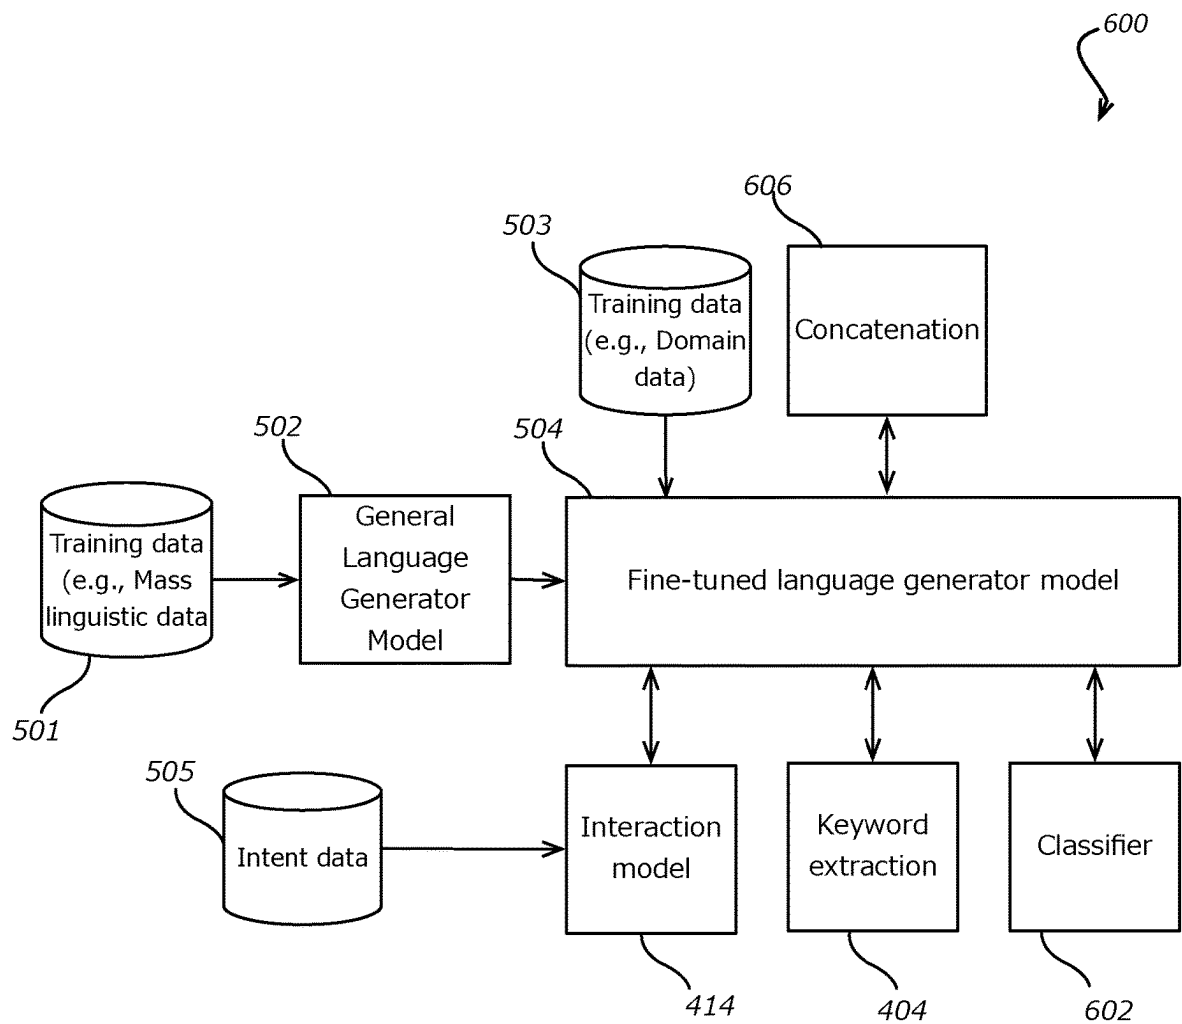 600
606
503
Training data
(e.g., Domain
data)
Concatenation
502
504
General
Language
Generator
Model
Training data
(e.g., Mass
linguistic data
Fine-tuned language generator model
501
505
Intent data
Interaction
model
Keyword
extraction
Classifier
414
404
602